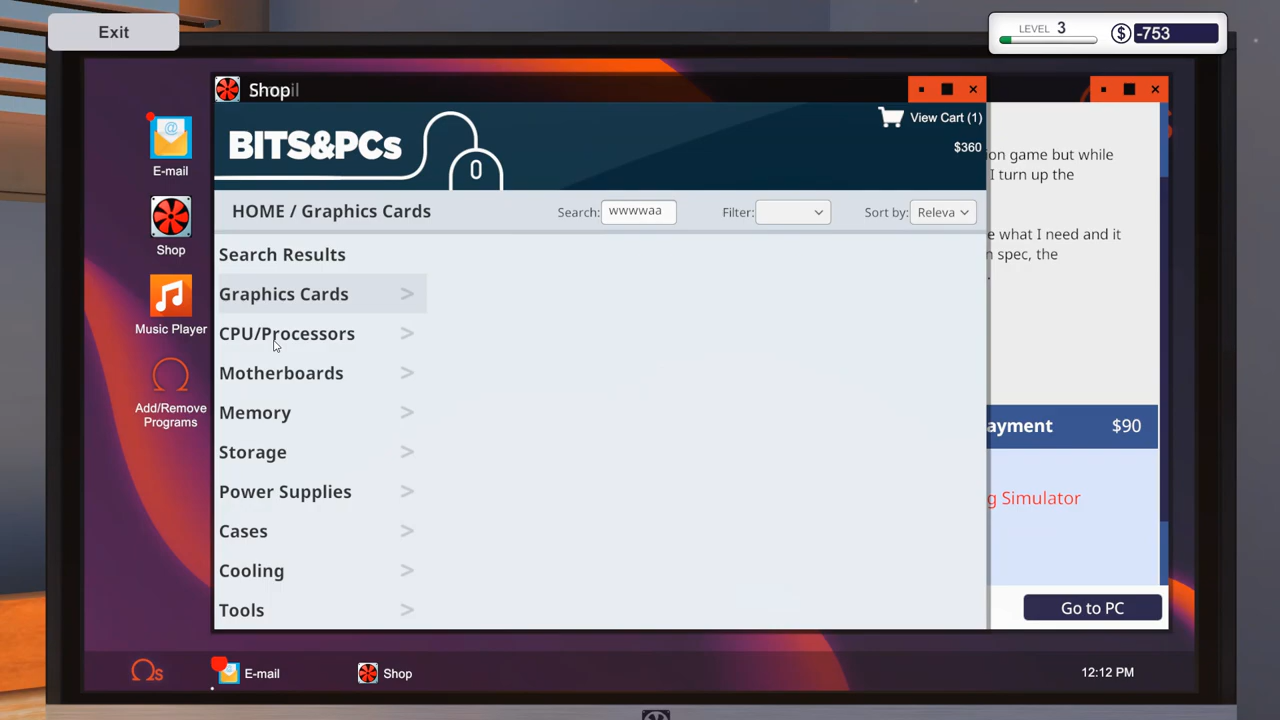 Exit
LEVEL 3
$ -753
Shop
BITS&PCs
View Cart (1)
$360
HOME / Graphics Cards
Search: wwwwaa
Filter:
Sort by: Releva
Search Results
Graphics Cards >
CPU/Processors >
Motherboards >
Memory >
Storage >
Power Supplies >
Cases >
Cooling >
Tools >
E-mail
Shop
Music Player
Add/Remove
Programs
ion game but while
I turn up the
e what I need and it
n spec, the
ayment $90
g Simulator
Go to PC
E-mail
Shop
12:12 PM